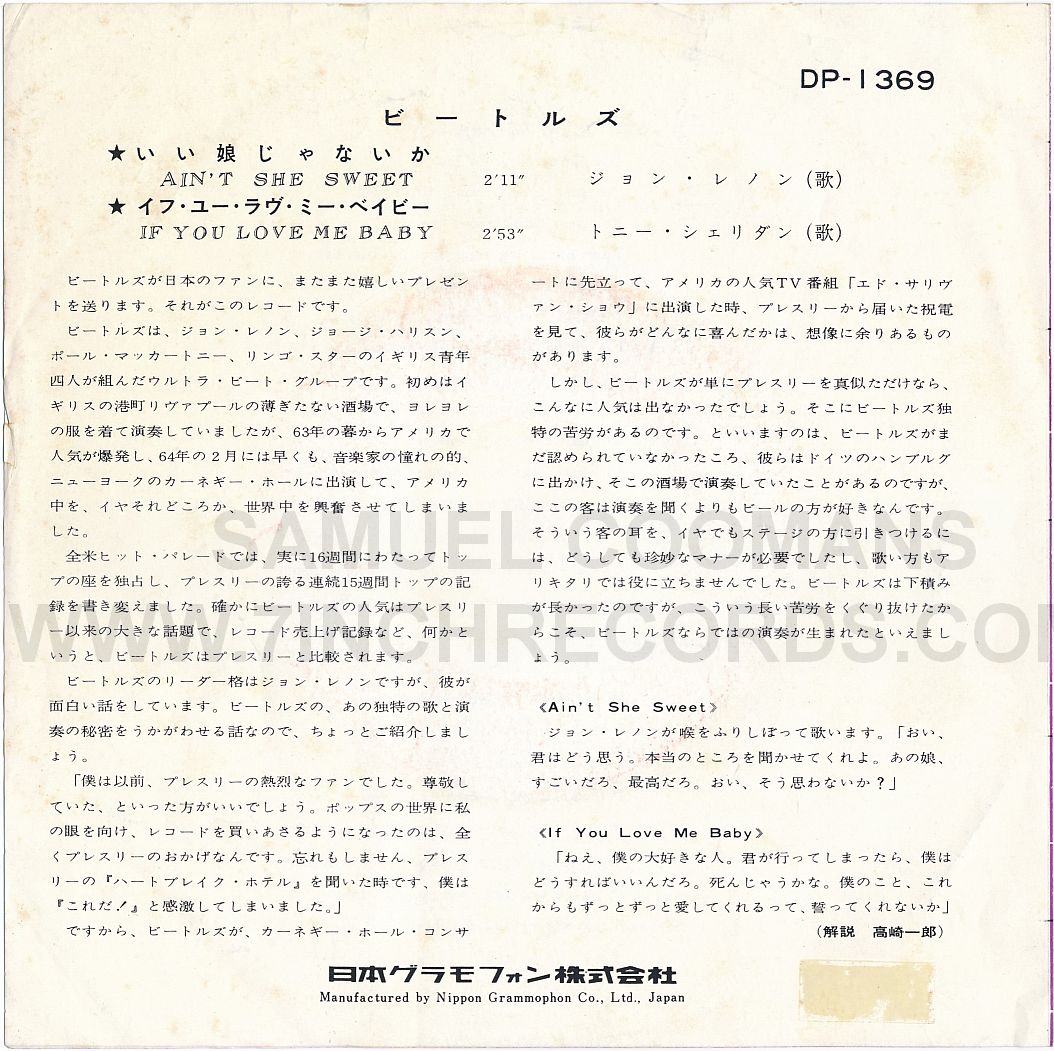 DP-1369
ビートルズ
★いい娘じゃないか
AIN'T SHE SWEET 2'11″ ジョン・レノン(歌)
★イフ・ユー・ラヴ・ミー・ベイビー
IF YOU LOVE ME BABY 2'53″ トニー・シェリダン(歌)
ビートルズが日本のファンに、またまた嬉しいプレゼン
トを送ります。それがこのレコードです。
ビートルズは、ジョン・レノン、ジョージ・ハリスン、
ポール・マッカートニー、リンゴ・スターのイギリス青年
四人が組んだウルトラ・ビート・グループです。初めはイ
ギリスの港町リヴァプールの薄ぎたない酒場で、ヨレヨレ
の服を着て演奏していましたが、63年の暮からアメリカで
人気が爆発し、64年の2月には早くも、音楽家の憧れの的、
ニューヨークのカーネギー・ホールに出演して、アメリカ
中を、イヤそれどころか、世界中を興奮させてしまいま
した。
全米ヒット・パレードでは、実に16週間にわたってトッ
プの座を独占し、プレスリーの誇る連続15週間トップの記
録を書き変えました。確かにビートルズの人気はプレスリ
ー以来の大きな話題で、レコード売上げ記録など、何かと
いうと、ビートルズはプレスリーと比較されます。
ビートルズのリーダー格はジョン・レノンですが、彼が
面白い話をしています。ビートルズの、あの独特の歌と演
奏の秘密をうかがわせる話なので、ちょっとご紹介しまし
ょう。
「僕は以前、プレスリーの熱烈なファンでした。尊敬し
ていた、といった方がいいでしょう。ポップスの世界に私
の眼を向け、レコードを買いあさるようになったのは、全
くプレスリーのおかげなんです。忘れもしません、プレス
リーの『ハートブレイク・ホテル』を聞いた時です、僕は
『これだ!』と感激してしまいました。」
ですから、ビートルズが、カーネギー・ホール・コンサ
ートに先立って、アメリカの人気TV番組「エド・サリヴ
ァン・ショウ」に出演した時、プレスリーから届いた祝電
を見て、彼らがどんなに喜んだかは、想像に余りあるもの
があります。
しかし、ビートルズが単にプレスリーを真似ただけなら、
こんなに人気は出なかったでしょう。そこにビートルズ独
特の苦労があるのです。といいますのは、ビートルズがま
だ認められていなかったころ、彼らはドイツのハンブルグ
に出かけ、そこの酒場で演奏していたことがあるのですが、
ここの客は演奏を聞くよりもビールの方が好きなんです。
そういう客の耳を、イヤでもステージの方に引きつけるに
は、どうしても珍妙なマナーが必要でしたし、歌い方もア
リキタリでは役に立ちませんでした。ビートルズは下積み
が長かったのですが、こういう長い苦労をくぐり抜けたか
らこそ、ビートルズならではの演奏が生まれたといえまし
ょう。
《Ain't She Sweet》
ジョン・レノンが喉をふりしぼって歌います。「おい、
君はどう思う。本当のところを聞かせてくれよ。あの娘、
すごいだろ、最高だろ。おい、そう思わないか?」
《If You Love Me Baby》
「ねえ、僕の大好きな人。君が行ってしまったら、僕は
どうすればいいんだろ。死んじゃうかな。僕のこと、これ
からもずっとずっと愛してくれるって、誓ってくれないか」
(解説 高崎一郎)
日本グラモフォン株式会社
Manufactured by Nippon Grammophon Co., Ltd., Japan
SAMUEL COOMANS
WWW.7INCHRECORDS.CO